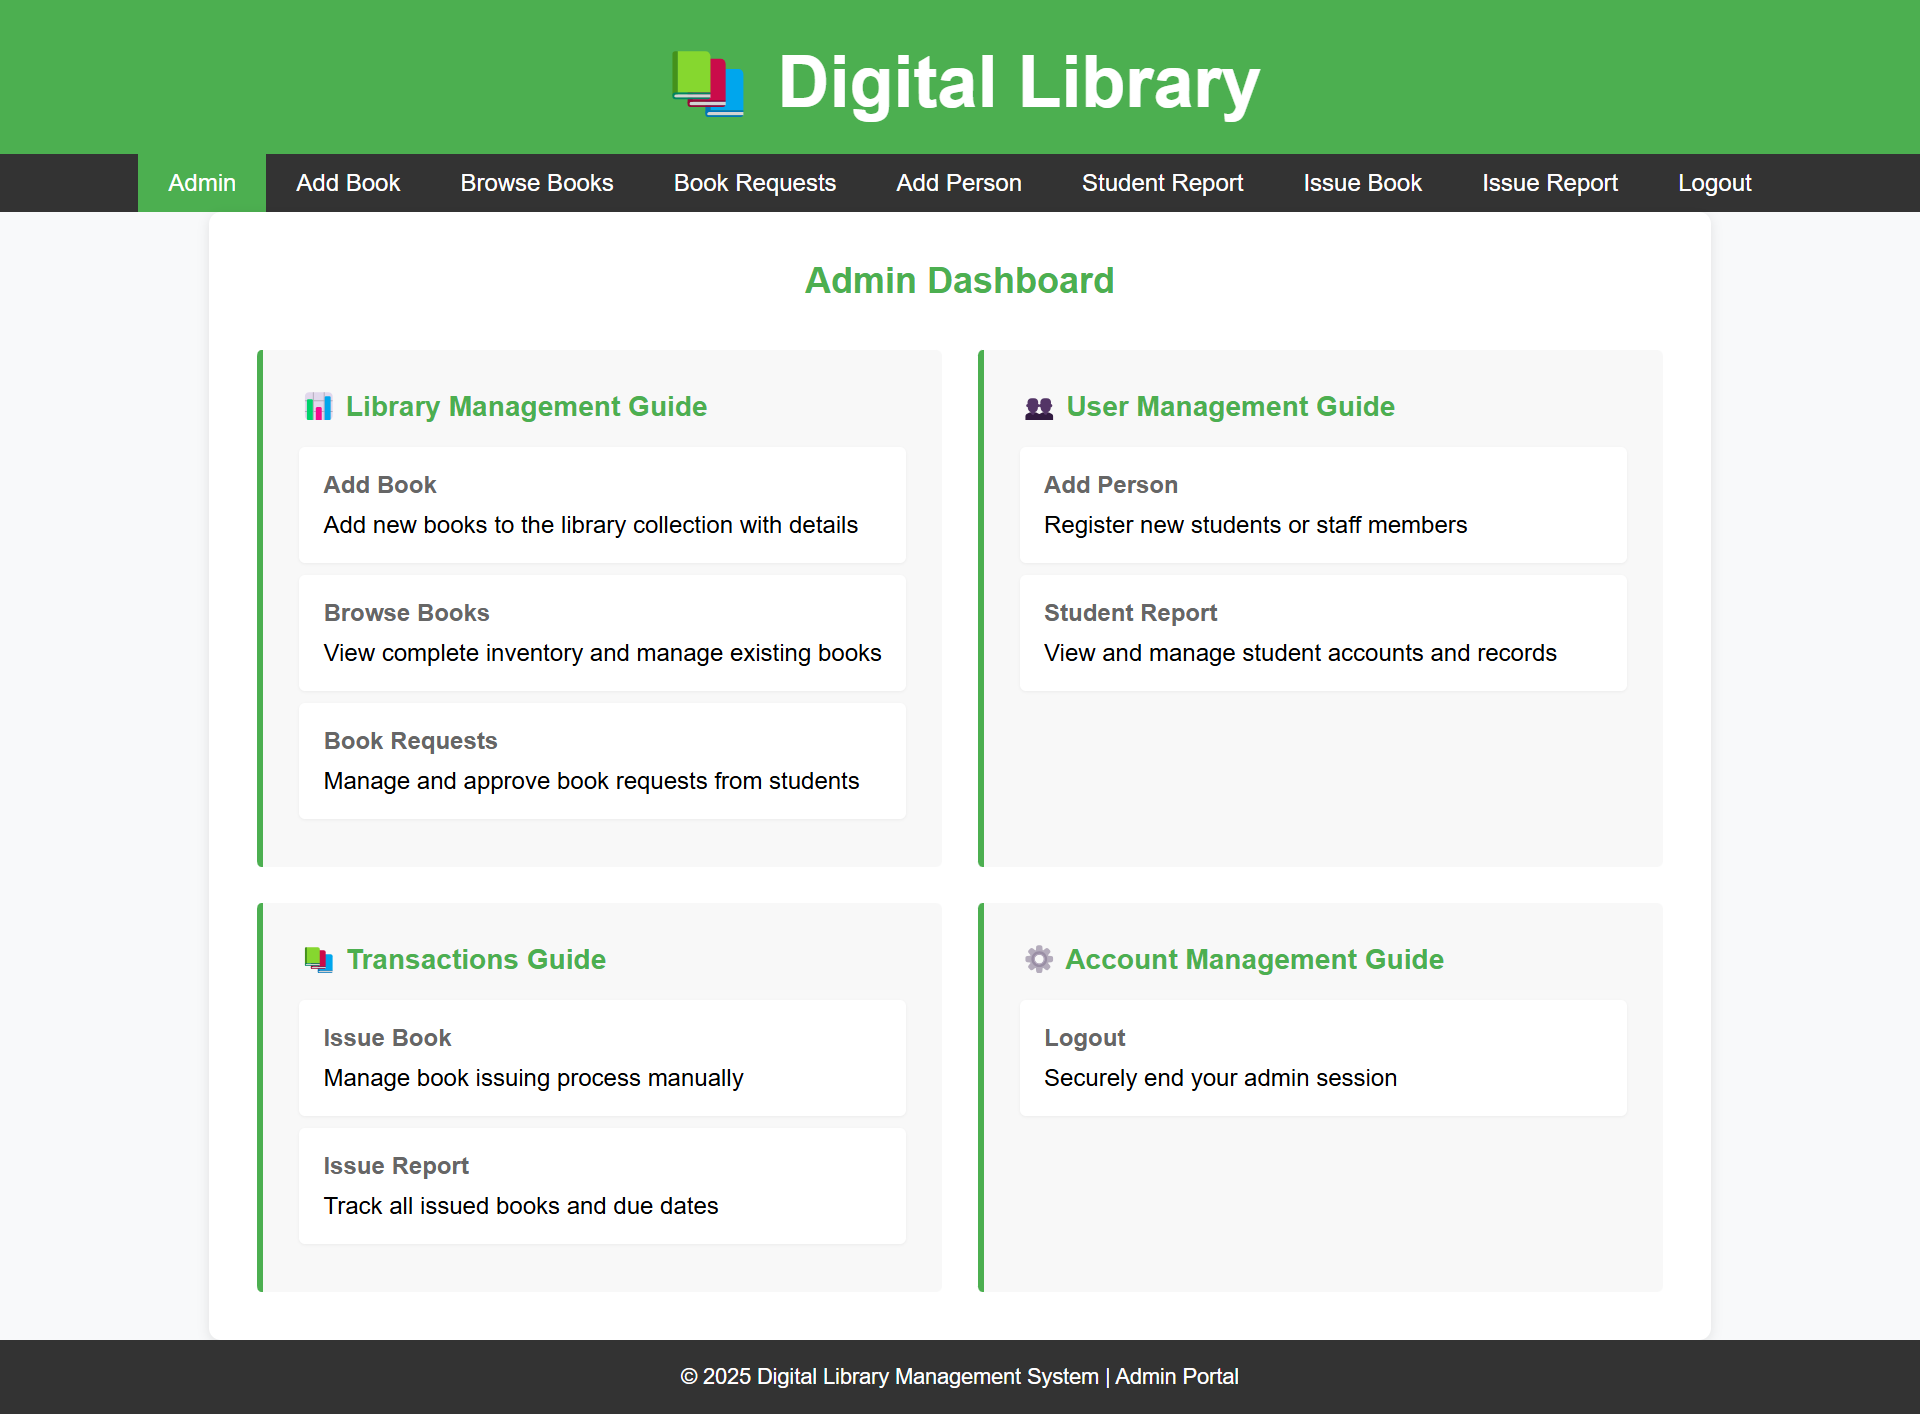 Digital Library
Admin Add Book Browse Books Book Requests Add Person Student Report Issue Book Issue Report Logout
Admin Dashboard
Library Management Guide
Add Book
Add new books to the library collection with details
Browse Books
View complete inventory and manage existing books
Book Requests
Manage and approve book requests from students
User Management Guide
Add Person
Register new students or staff members
Student Report
View and manage student accounts and records
Transactions Guide
Issue Book
Manage book issuing process manually
Issue Report
Track all issued books and due dates
Account Management Guide
Logout
Securely end your admin session
© 2025 Digital Library Management System | Admin Portal